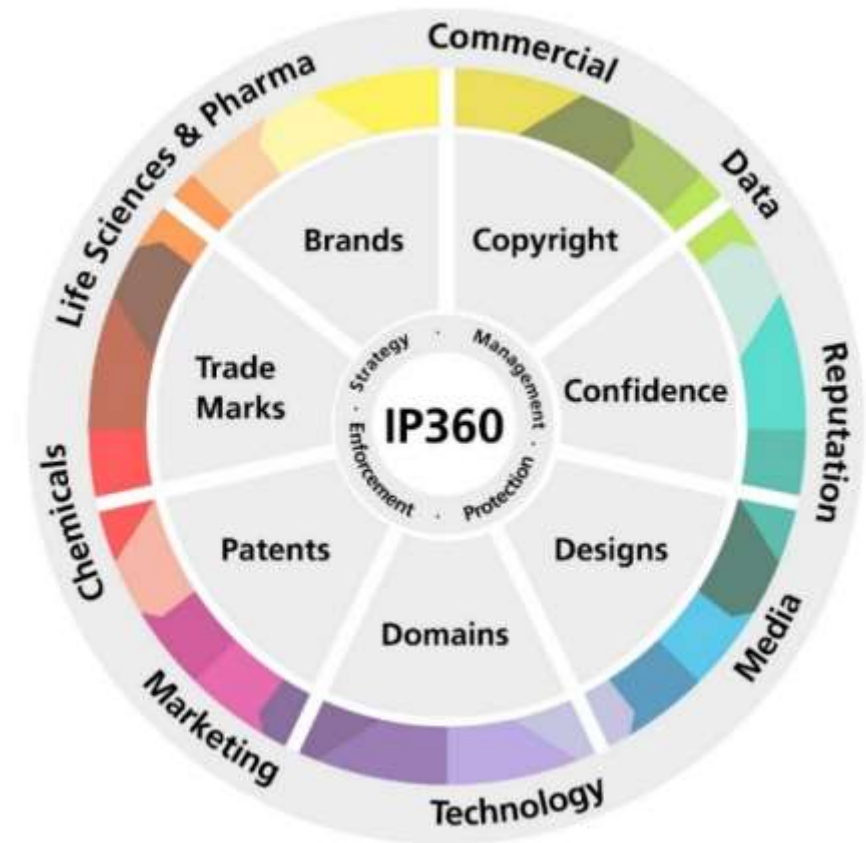 Commercial
Data
Reputation
Media
Technology
Marketing
Chemicals
Life Sciences & Pharma
Brands
Copyright
Trade
Marks
Confidence
Patents
Designs
Domains
Strategy · Management · Protection · Enforcement ·
IP360